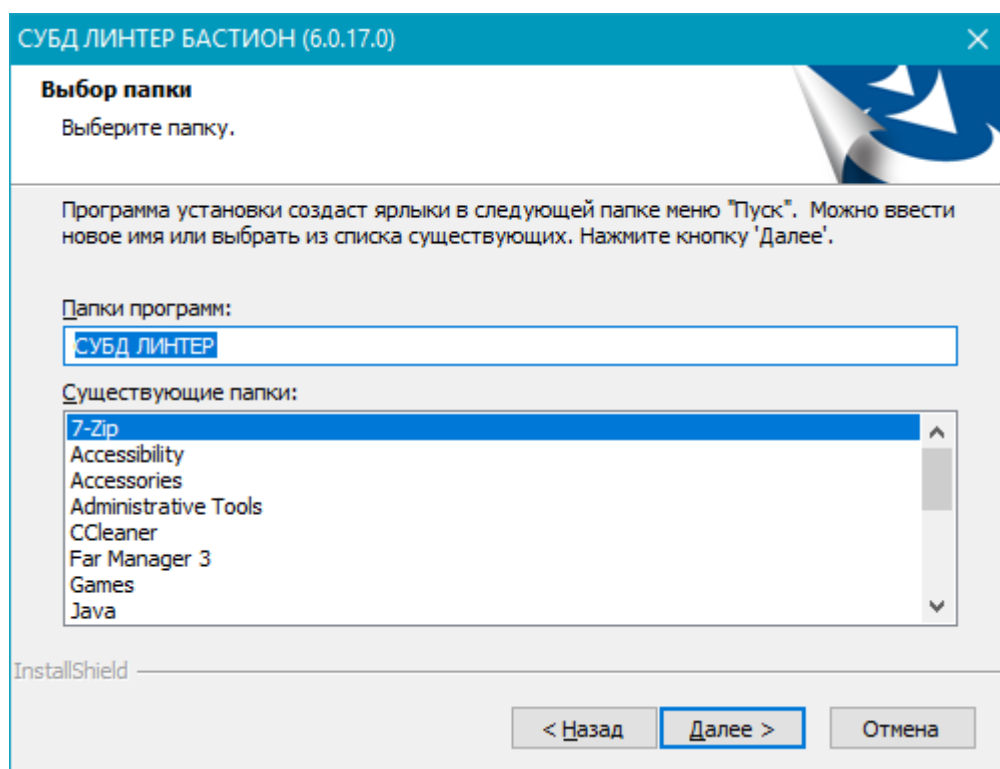 СУБД ЛИНТЕР БАСТИОН (6.0.17.0)
Выбор папки
Выберите папку.
Программа установки создаст ярлыки в следующей папке меню "Пуск".  Можно ввести
новое имя или выбрать из списка существующих. Нажмите кнопку 'Далее'.
Папки программ:
СУБД ЛИНТЕР
Существующие папки:
7-Zip
Accessibility
Accessories
Administrative Tools
CCleaner
Far Manager 3
Games
Java
InstallShield
< Назад Далее > Отмена